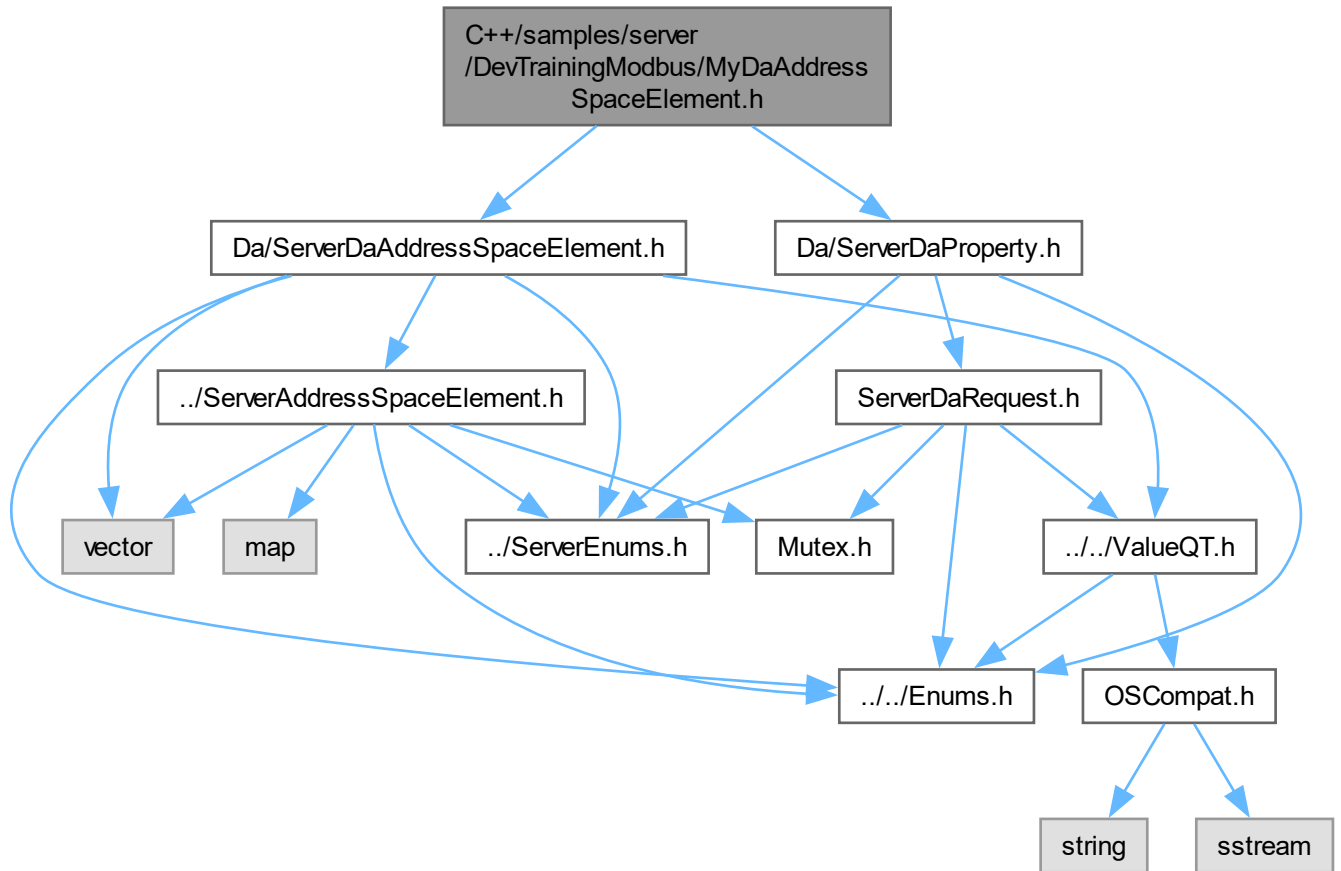 C++/samples/server
/DevTrainingModbus/MyDaAddress
SpaceElement.h
Da/ServerDaAddressSpaceElement.h
Da/ServerDaProperty.h
../ServerAddressSpaceElement.h
ServerDaRequest.h
vector
map
../ServerEnums.h
Mutex.h
../../ValueQT.h
../../Enums.h
OSCompat.h
string
sstream